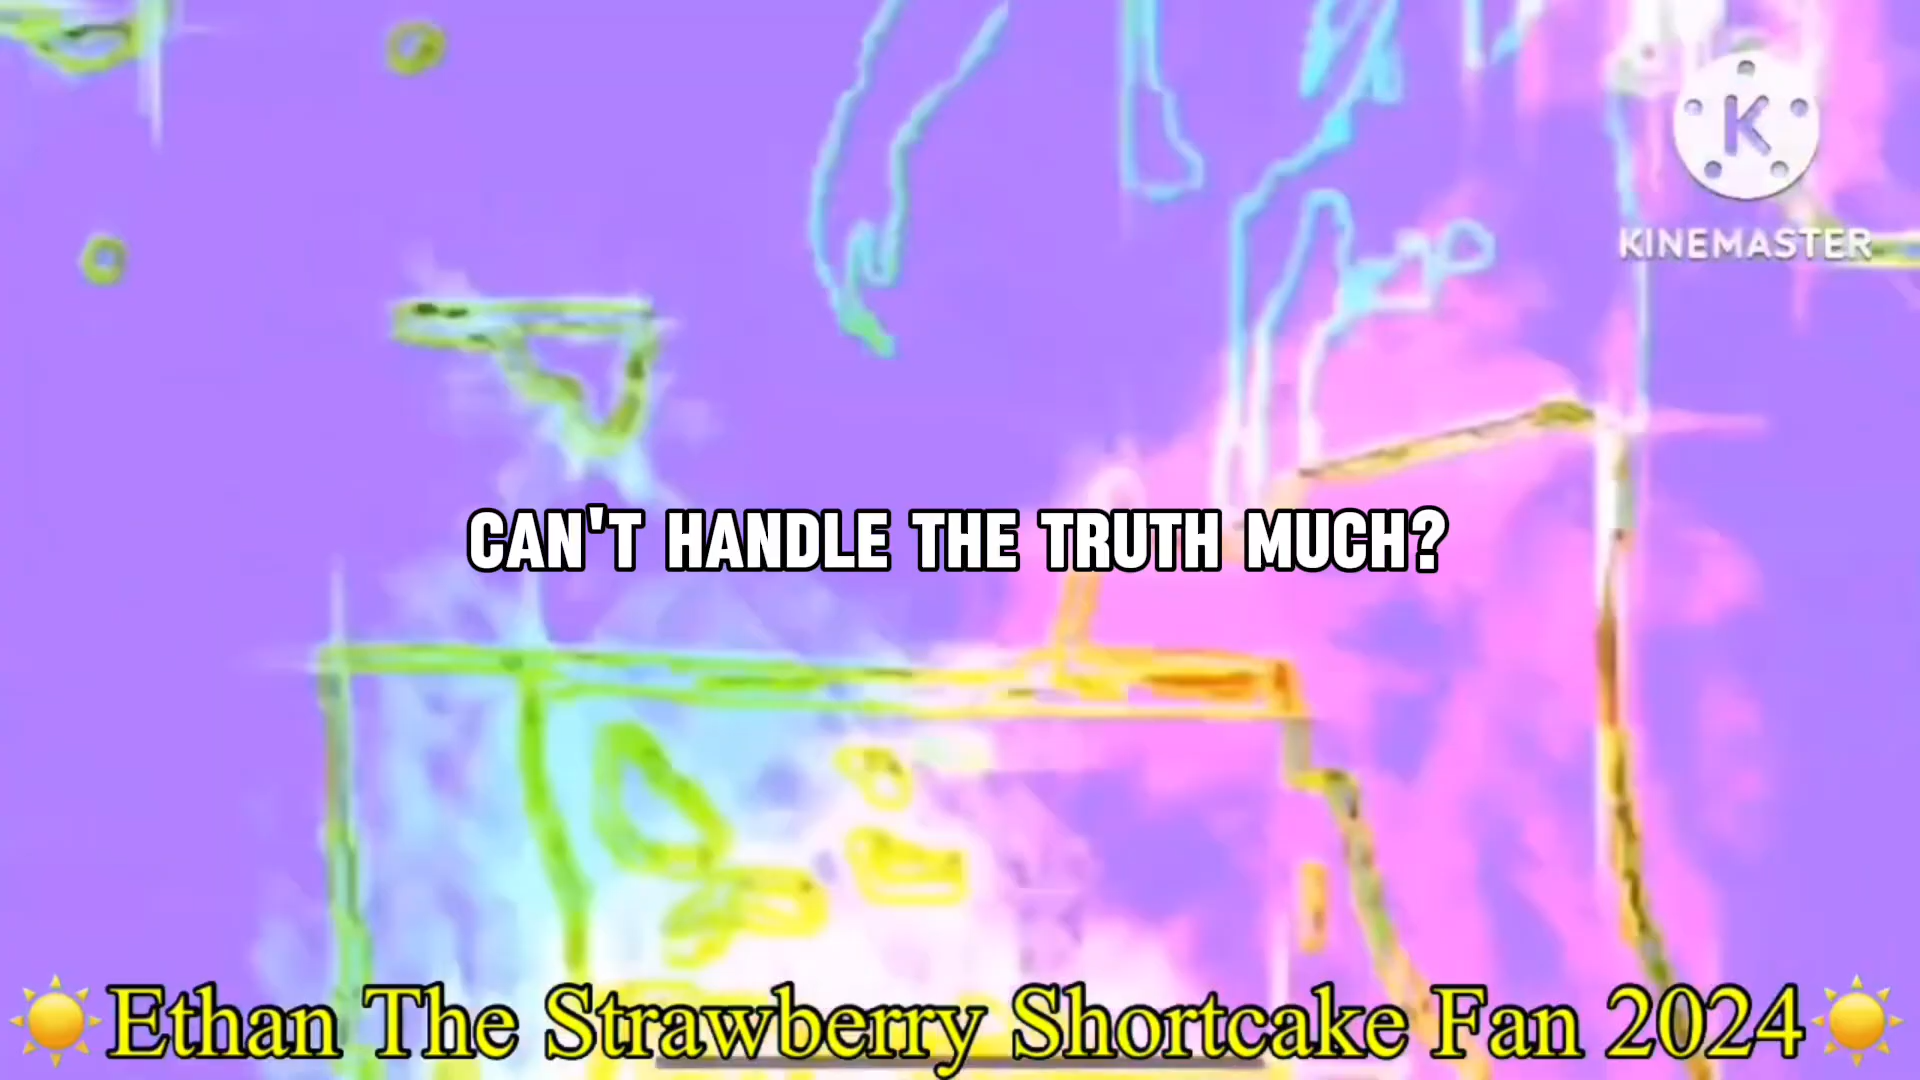 K
KINEMASTER
CAN'T HANDLE THE TRUTH MUCH?
Ethan The Strawberry Shortcake Fan 2024